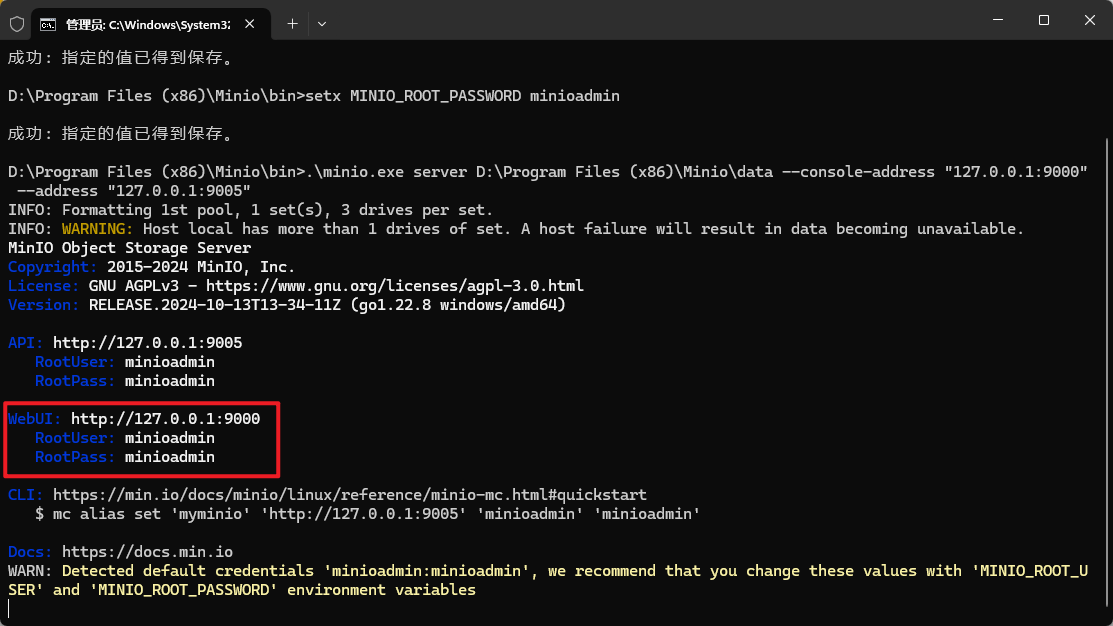 管理员: C:\Windows\System32
成功: 指定的值已得到保存。
D:\Program Files (x86)\Minio\bin>setx MINIO_ROOT_PASSWORD minioadmin
成功: 指定的值已得到保存。
D:\Program Files (x86)\Minio\bin>.\minio.exe server D:\Program Files (x86)\Minio\data --console-address "127.0.0.1:9000"
--address "127.0.0.1:9005"
INFO: Formatting 1st pool, 1 set(s), 3 drives per set.
INFO: WARNING: Host local has more than 1 drives of set. A host failure will result in data becoming unavailable.
MinIO Object Storage Server
Copyright: 2015-2024 MinIO, Inc.
License: GNU AGPLv3 - https://www.gnu.org/licenses/agpl-3.0.html
Version: RELEASE.2024-10-13T13-34-11Z (go1.22.8 windows/amd64)
API: http://127.0.0.1:9005
RootUser: minioadmin
RootPass: minioadmin
WebUI: http://127.0.0.1:9000
RootUser: minioadmin
RootPass: minioadmin
CLI: https://min.io/docs/minio/linux/reference/minio-mc.html#quickstart
$ mc alias set 'myminio' 'http://127.0.0.1:9005' 'minioadmin' 'minioadmin'
Docs: https://docs.min.io
WARN: Detected default credentials 'minioadmin:minioadmin', we recommend that you change these values with 'MINIO_ROOT_U
SER' and 'MINIO_ROOT_PASSWORD' environment variables